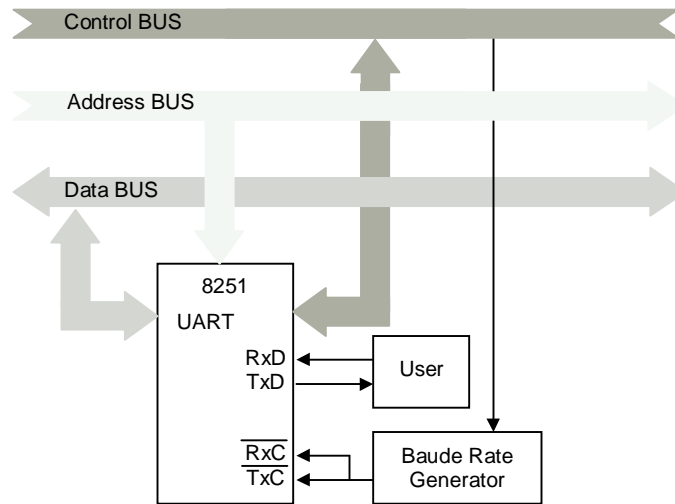 Control BUS
Address BUS
Data BUS
8251
UART
RxD
TxD
User
RxC
TxC
Baude Rate
Generator